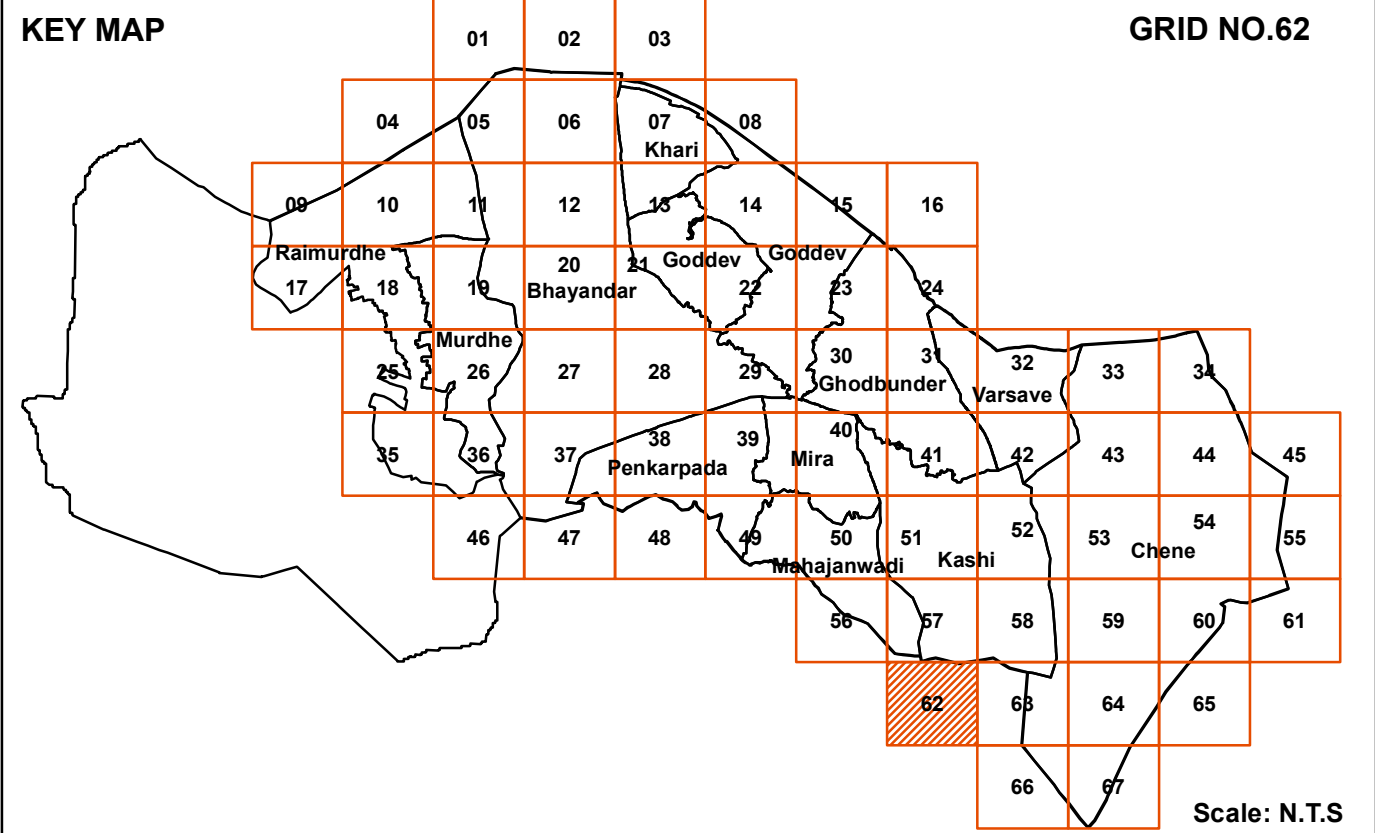 KEY MAP
GRID NO.62
01 02 03
04 05 06 07 08
Khari
09 10 11 12 13 14 15 16
Raimurdhe Goddev Goddev
17 18 19 20 21 22 23 24
Bhayandar
Murdhe
25 26 27 28 29 30 31 32 33 34
Ghodbunder
Varsave
35 36 37 38 39 40 41 42 43 44 45
Penkarpada Mira
46 47 48 49 50 51 52 53 54 55
Mahajanwadi Kashi Chene
56 57 58 59 60 61
62 63 64 65
66 67
Scale: N.T.S